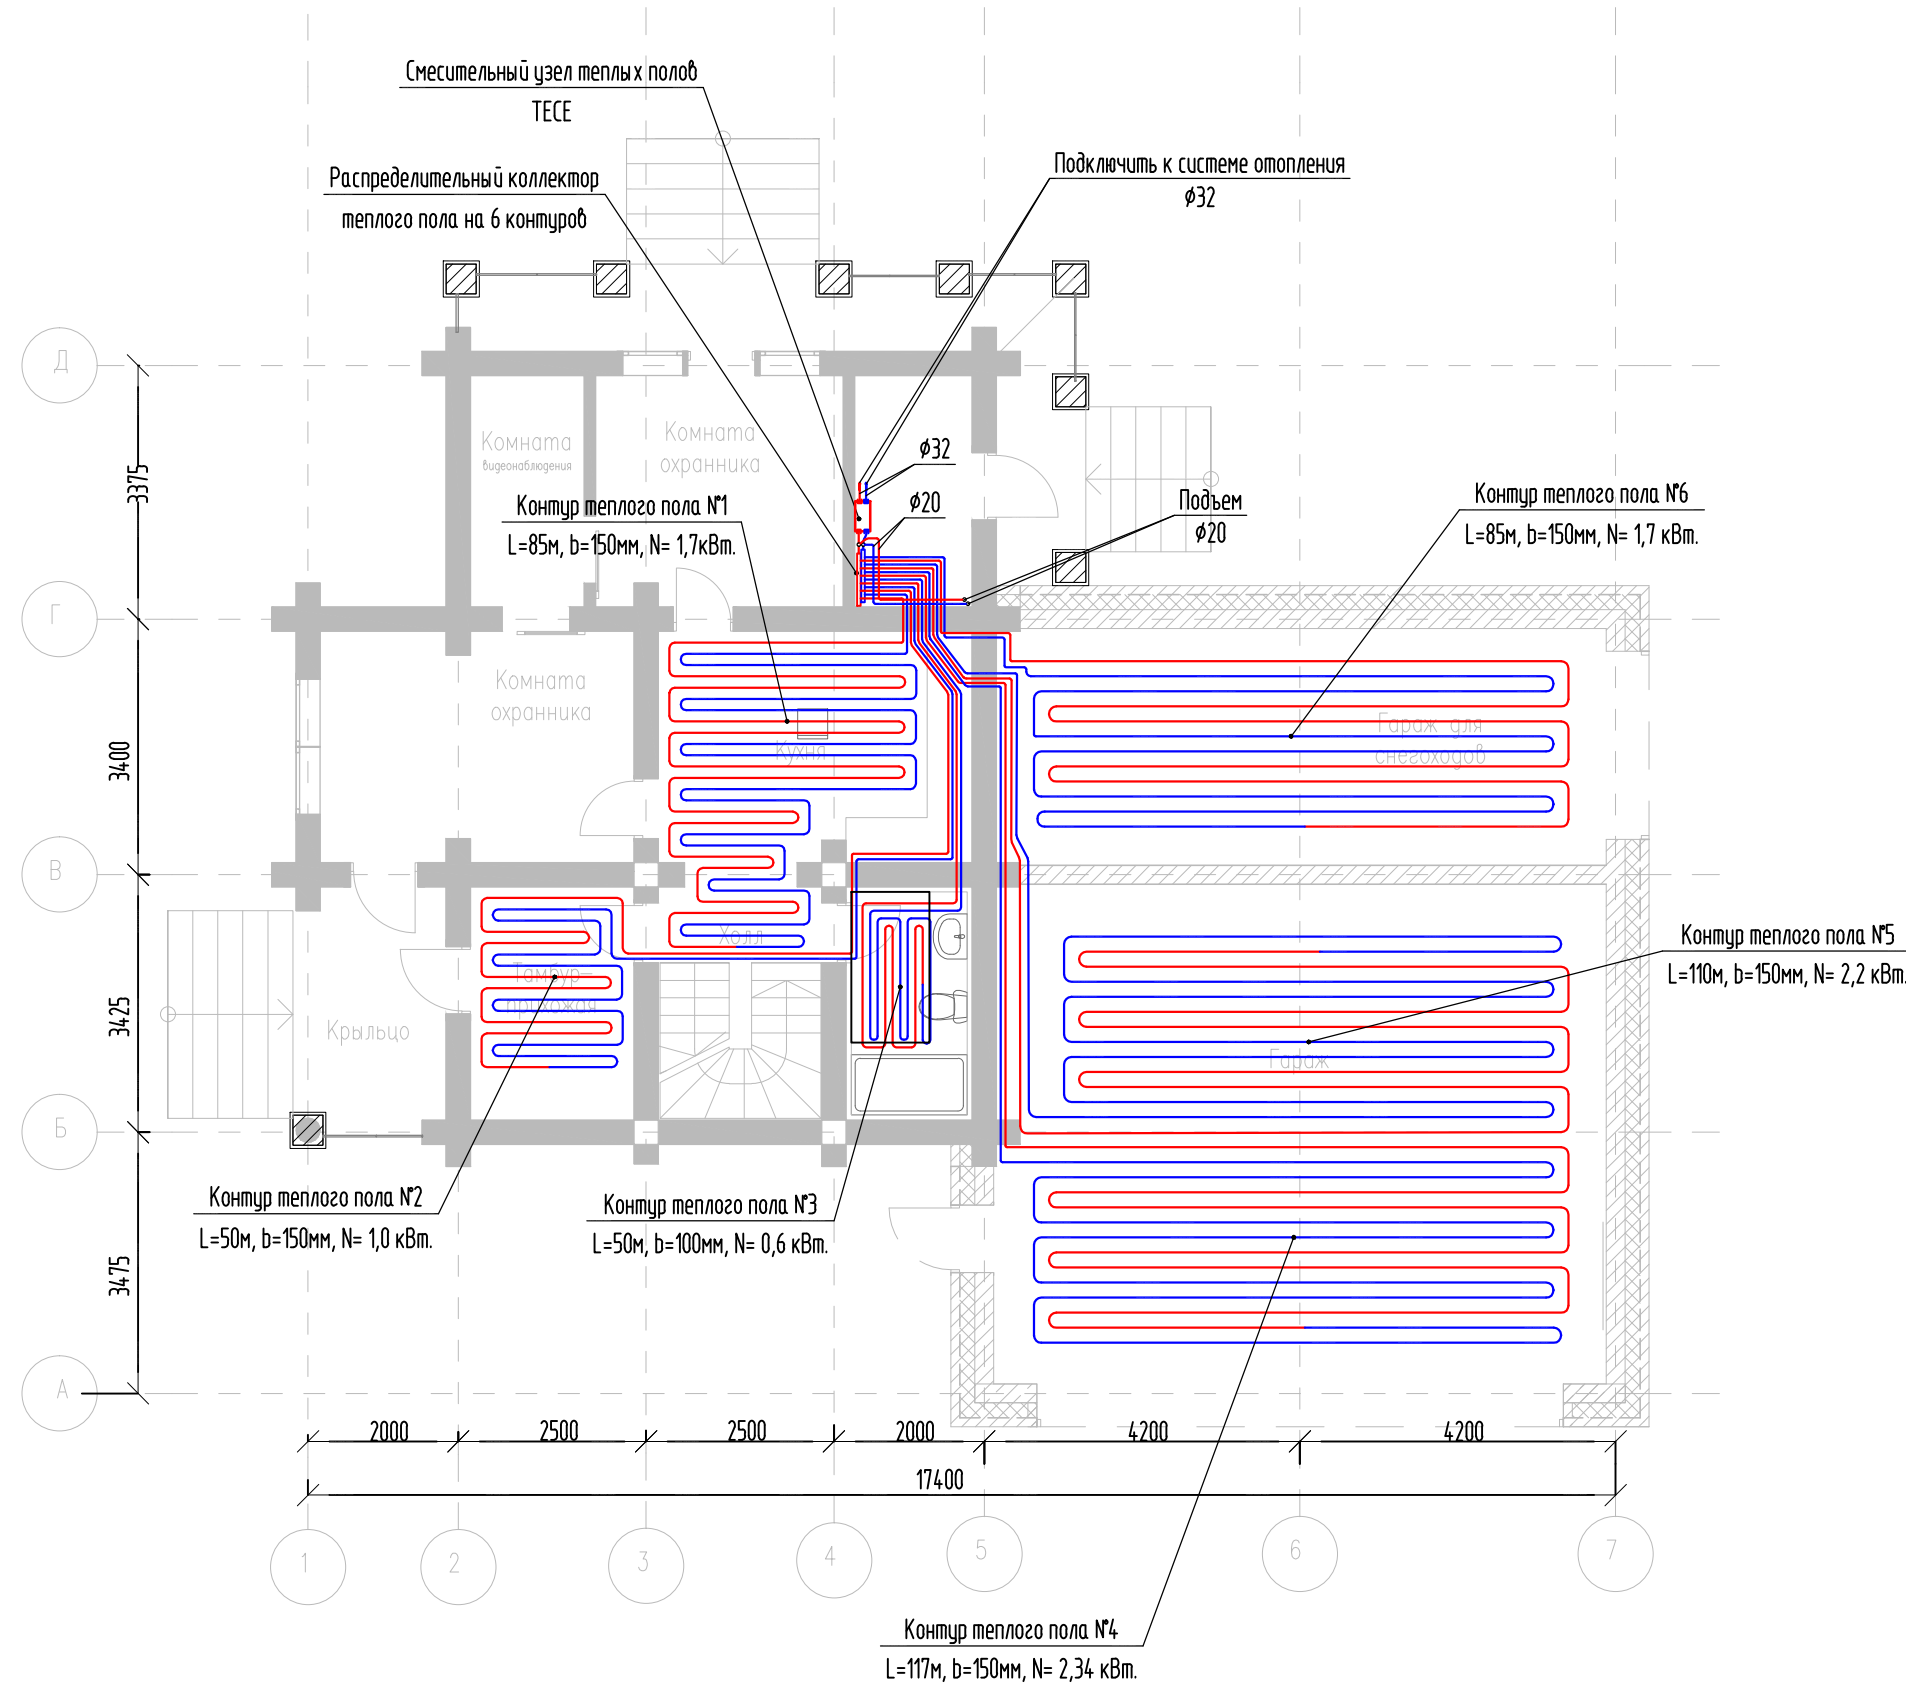 Смесительный узел теплых полов
TECE
Распределительный коллектор
теплого пола на 6 контуров
Подключить к системе отопления
ϕ32
Д
Комната
видеонаблюдения
Комната
охранника
ϕ32
ϕ20
Подъем
ϕ20
Контур теплого пола №1
L=85м, b=150мм, N= 1,7кВт.
Контур теплого пола №6
L=85м, b=150мм, N= 1,7 кВт.
3375
Г
Комната
охранника
Кухня
Гараж для
снегоходов
3400
В
Холл
Тамбур-
прихожая
Крыльцо
Гараж
Контур теплого пола №5
L=110м, b=150мм, N= 2,2 кВт.
3425
Б
Контур теплого пола №2
L=50м, b=150мм, N= 1,0 кВт.
Контур теплого пола №3
L=50м, b=100мм, N= 0,6 кВт.
3475
А
2000
2500
2500
2000
4200
4200
17400
1
2
3
4
5
6
7
Контур теплого пола №4
L=117м, b=150мм, N= 2,34 кВт.